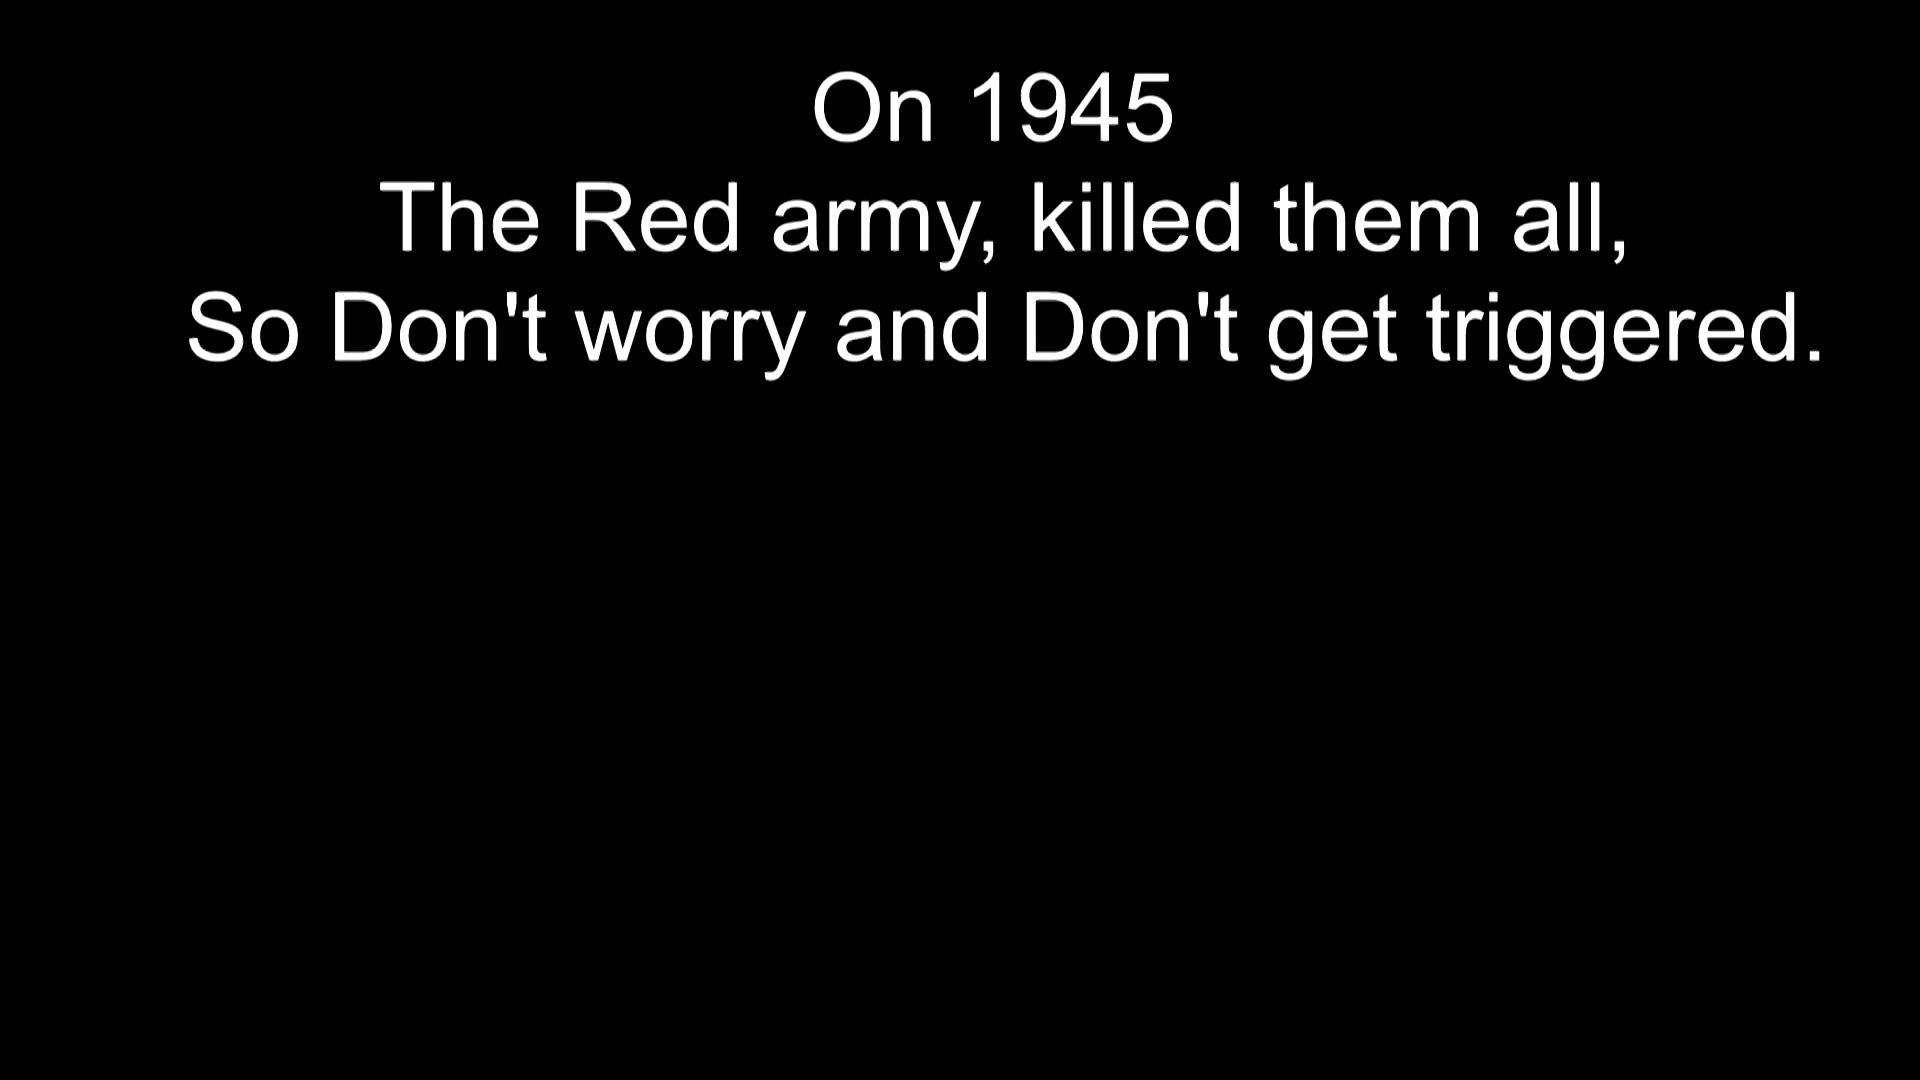 On 1945
The Red army, killed them all,
So Don't worry and Don't get triggered.